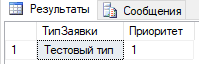 Результаты Сообщения
ТипЗаявки Приоритет
1 Тестовый тип 1